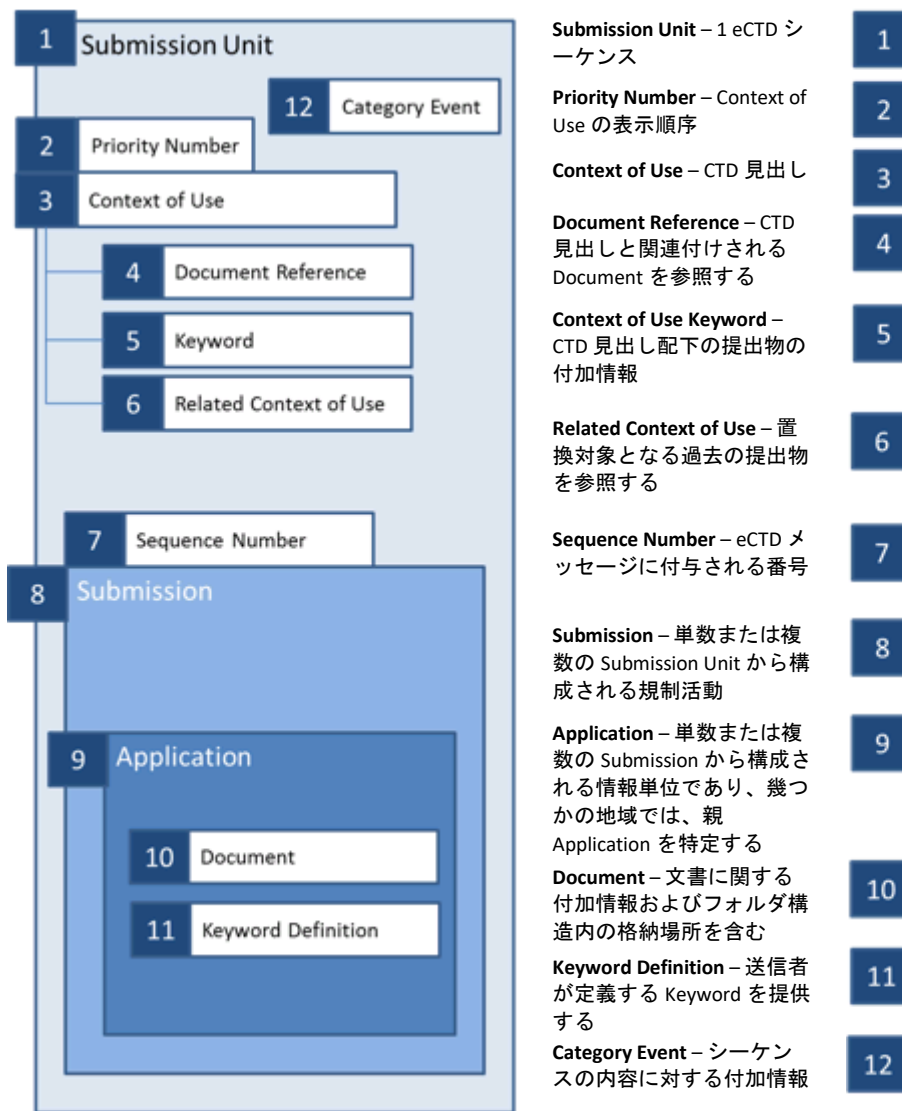 1 Submission Unit
12 Category Event
2 Priority Number
3 Context of Use
4 Document Reference
5 Keyword
6 Related Context of Use
7 Sequence Number
8 Submission
9 Application
10 Document
11 Keyword Definition
Submission Unit – 1 eCTD シ
ーケンス
1
Priority Number – Context of
Use の表示順序
2
Context of Use – CTD 見出し
3
Document Reference – CTD
見出しと関連付けされる
Document を参照する
4
Context of Use Keyword –
CTD 見出し配下の提出物の
付加情報
5
Related Context of Use – 置
換対象となる過去の提出物
を参照する
6
Sequence Number – eCTD メ
ッセージに付与される番号
7
Submission – 単数または複
数の Submission Unit から構
成される規制活動
8
Application – 単数または複
数の Submission から構成さ
れる情報単位であり、幾つ
かの地域では、親
Application を特定する
9
Document – 文書に関する
付加情報およびフォルダ構
造内の格納場所を含む
10
Keyword Definition – 送信者
が定義する Keyword を提供
する
11
Category Event – シーケン
スの内容に対する付加情報
12